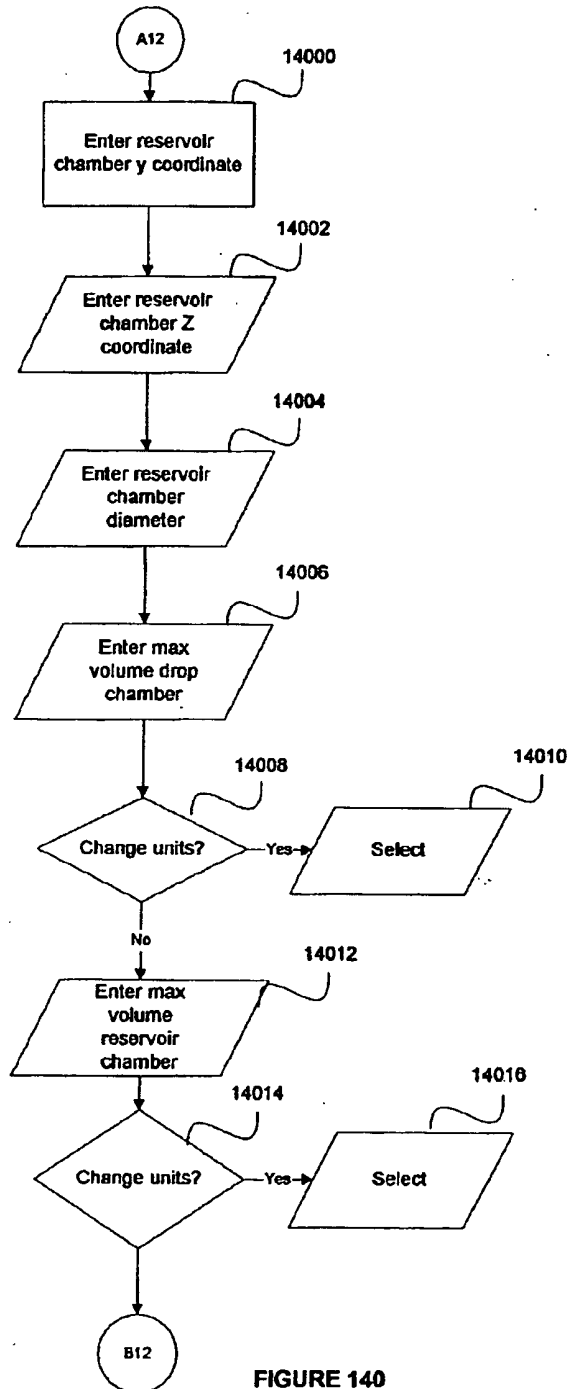 A12
14000
Enter reservoir
chamber y coordinate
14002
Enter reservoir
chamber Z
coordinate
14004
Enter reservoir
chamber
diameter
14006
Enter max
volume drop
chamber
14008
Change units?
Yes
14010
Select
No
14012
Enter max
volume
reservoir
chamber
14014
Change units?
Yes
14016
Select
B12
FIGURE 140